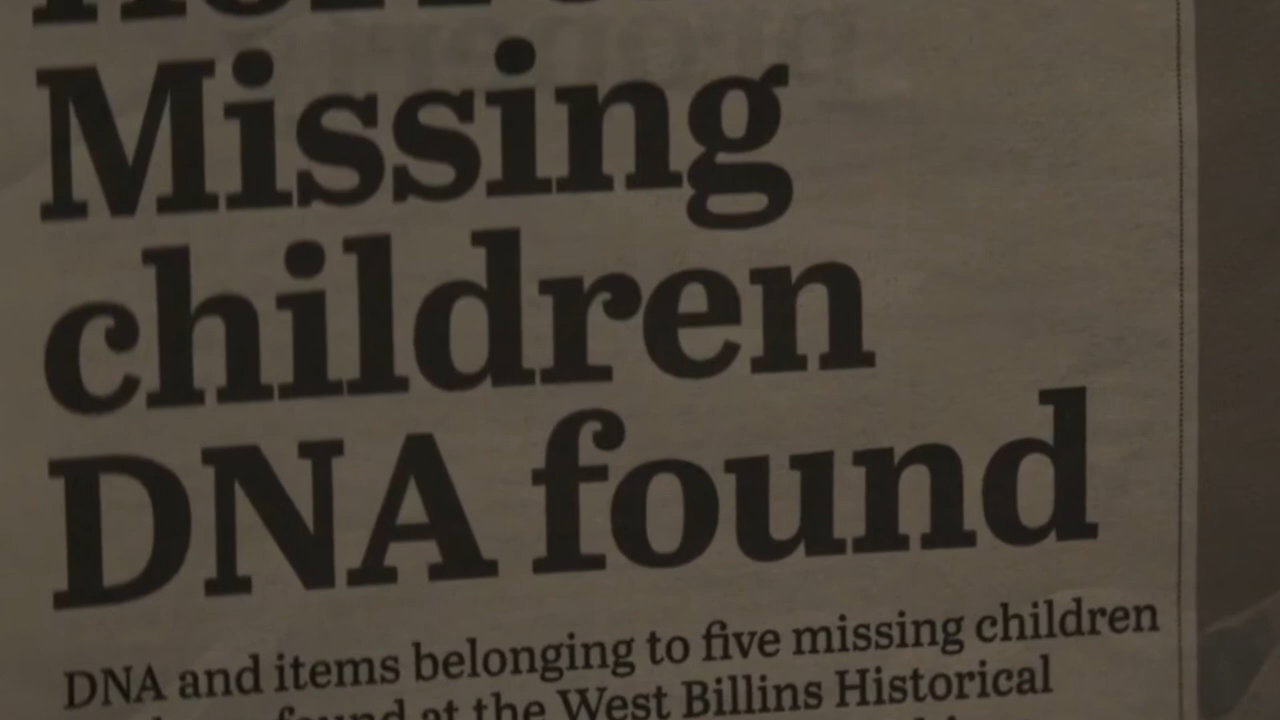 Missing
children
DNA found
DNA and items belonging to five missing children
found at the West Billins Historical